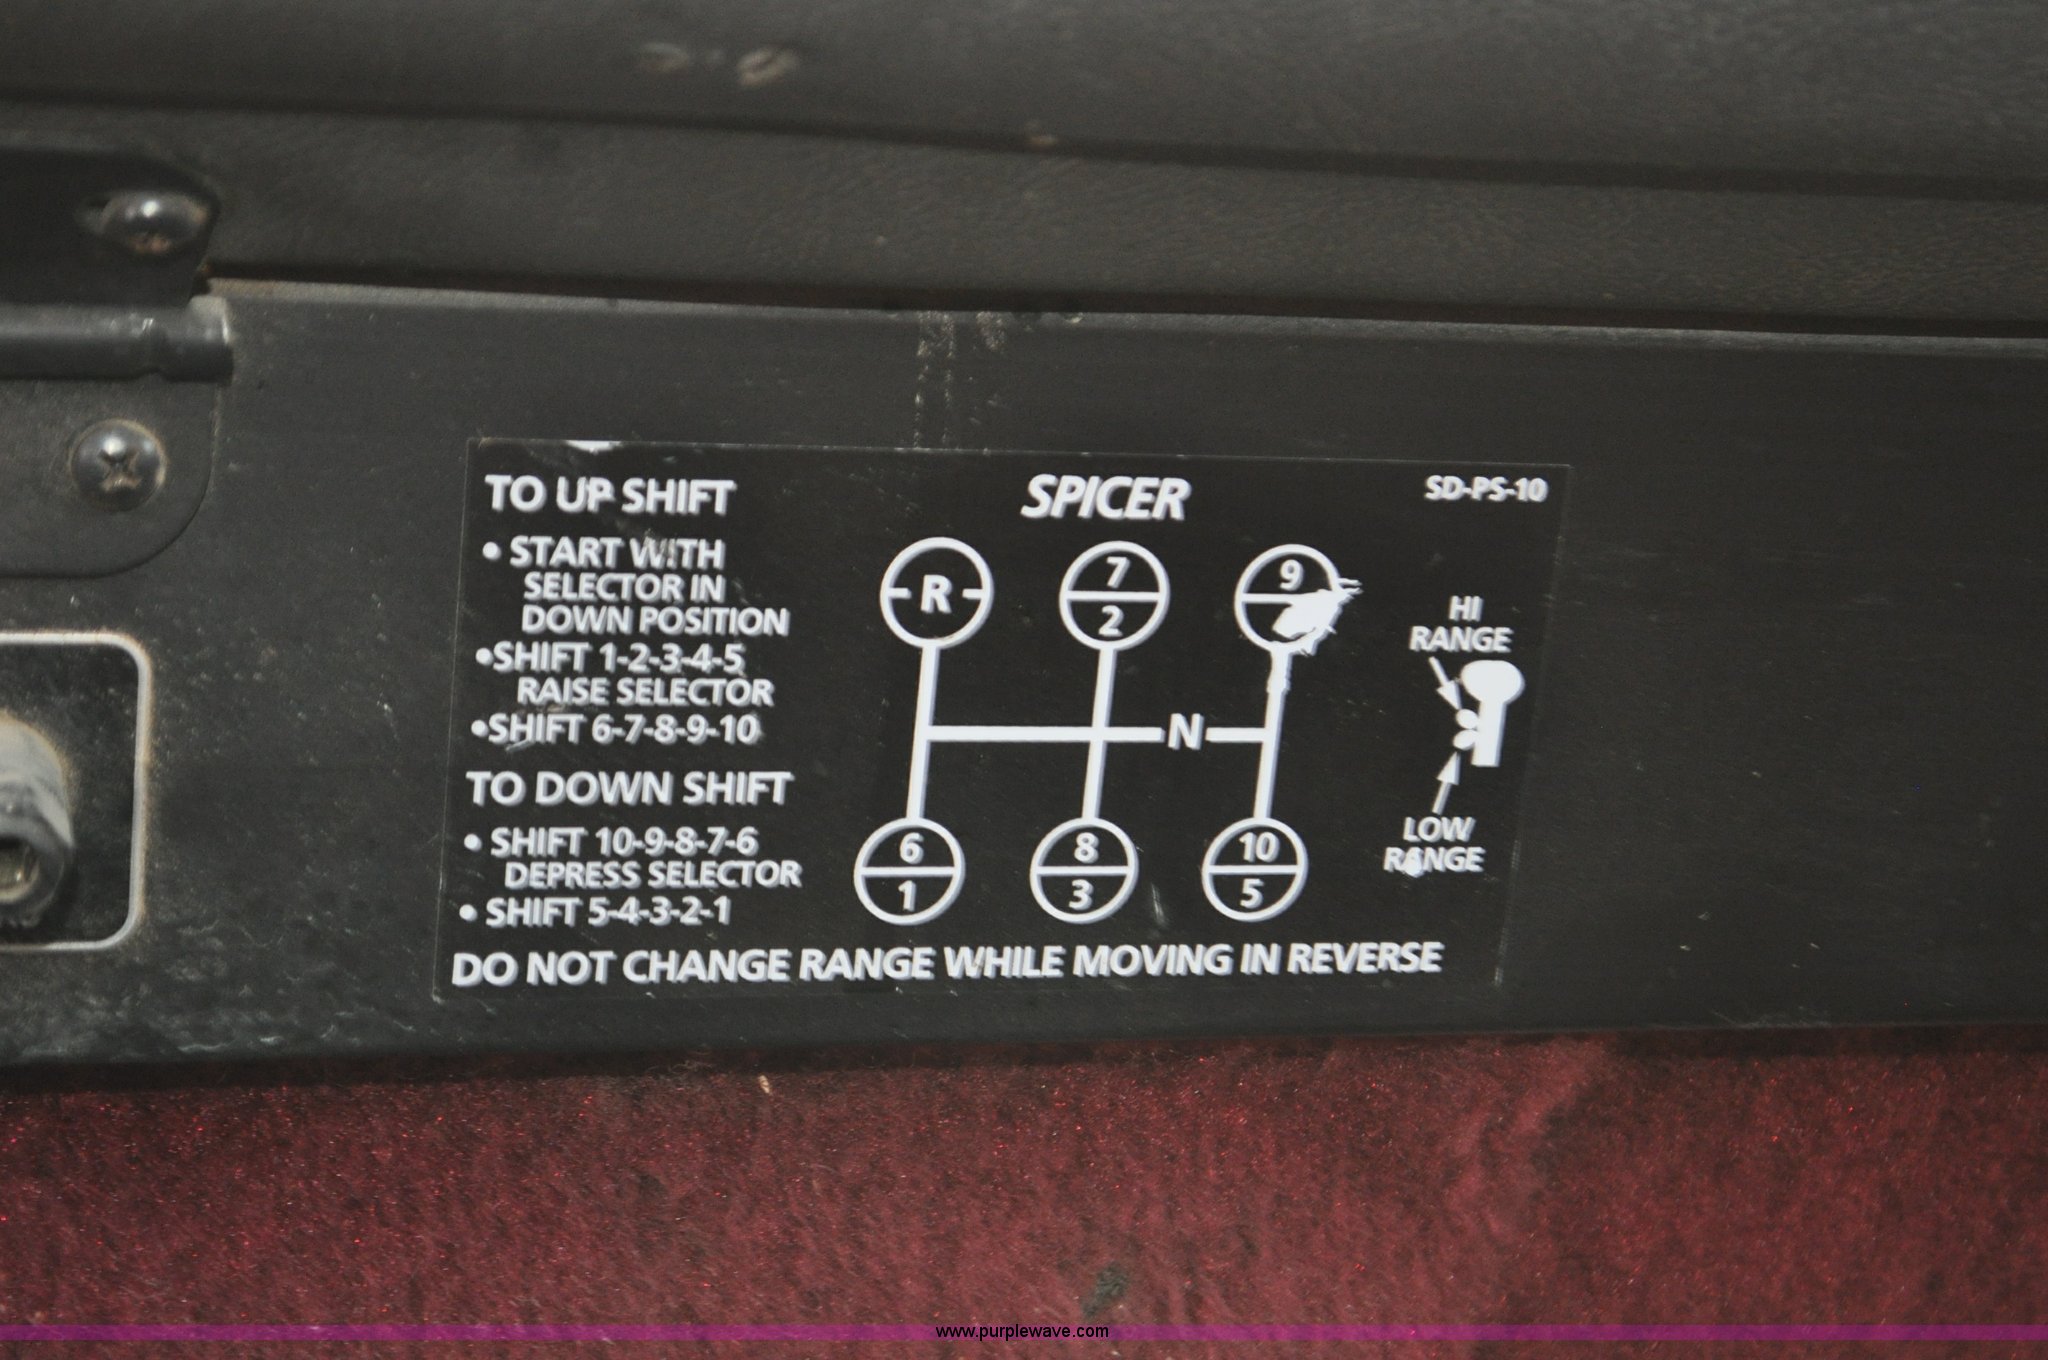 TO UP SHIFT
• START WITH
SELECTOR IN
DOWN POSITION
•SHIFT 1-2-3-4-5
RAISE SELECTOR
•SHIFT 6-7-8-9-10
TO DOWN SHIFT
• SHIFT 10-9-8-7-6
DEPRESS SELECTOR
• SHIFT 5-4-3-2-1
SPICER
SD-PS-10
R
7
2
9
N
6
1
8
3
10
5
HI
RANGE
LOW
RANGE
DO NOT CHANGE RANGE WHILE MOVING IN REVERSE
www.purplewave.com